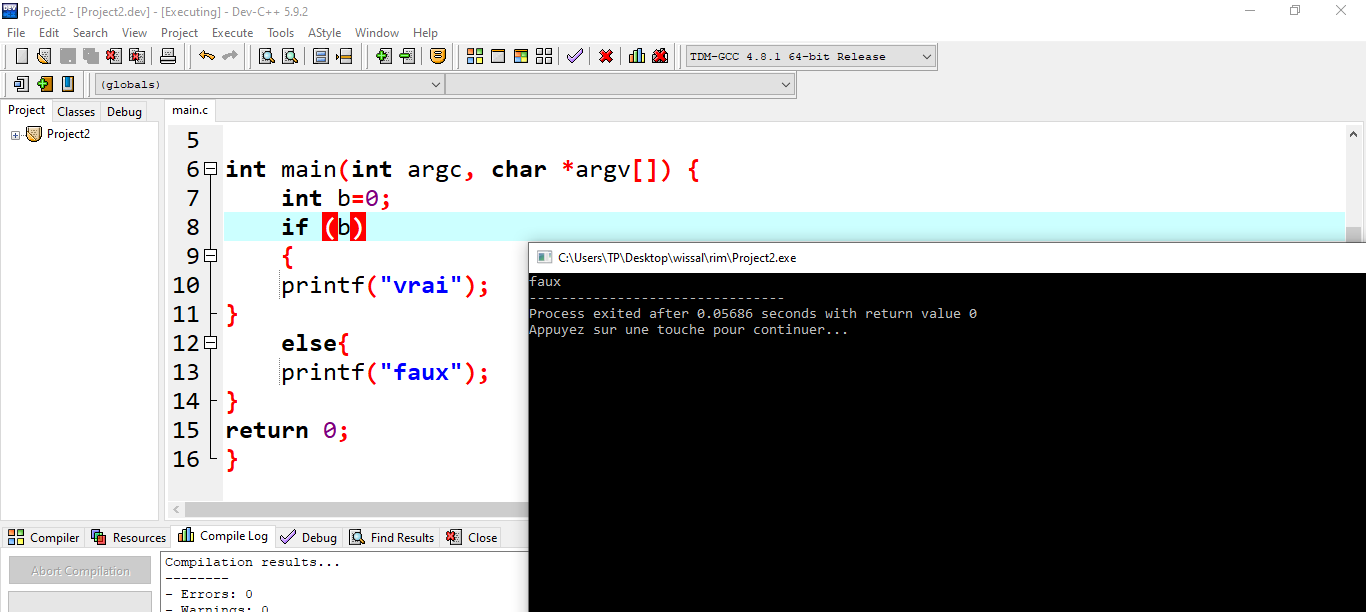 Project2 - [Project2.dev] - [Executing] - Dev-C++ 5.9.2
File Edit Search View Project Execute Tools AStyle Window Help
TDM-GCC 4.8.1 64-bit Release
(globals)
Project Classes Debug
main.c
Project2
5
6 int main(int argc, char *argv[]) {
7 int b=0;
8 if (b)
9 {
10 printf("vrai");
11 }
12 else{
13 printf("faux");
14 }
15 return 0;
16 }
C:\Users\TP\Desktop\wissal\rim\Project2.exe
faux
--------------------------------
Process exited after 0.05686 seconds with return value 0
Appuyez sur une touche pour continuer...
Compiler Resources Compile Log Debug Find Results Close
Abort Compilation
Compilation results...
--------
- Errors: 0
- Warnings: 0